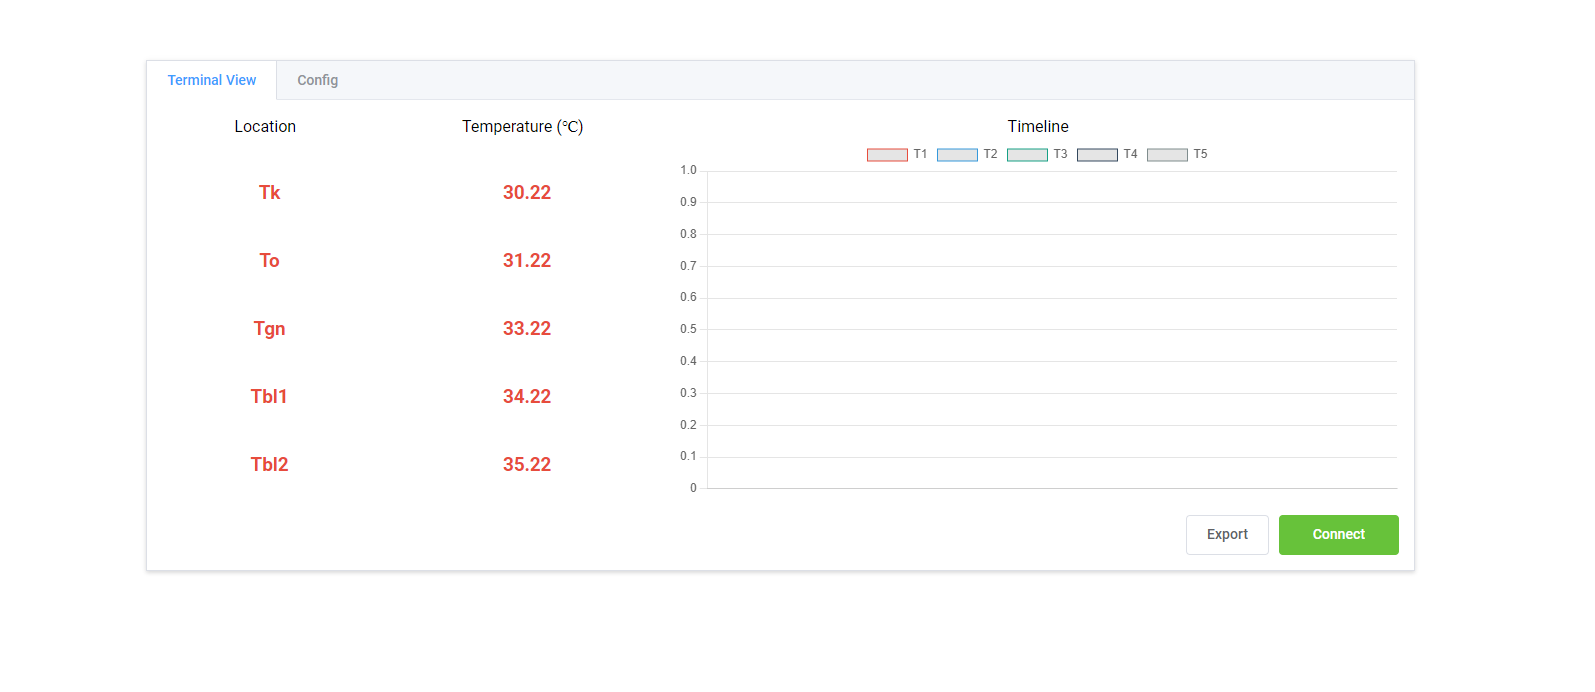 Terminal View Config
Location Temperature (℃) Timeline
T1 T2 T3 T4 T5
1.0
Tk 30.22
0.9
0.8
To 31.22
0.7
0.6
Tgn 33.22
0.5
0.4
Tbl1 34.22
0.3
0.2
Tbl2 35.22
0.1
0
Export Connect